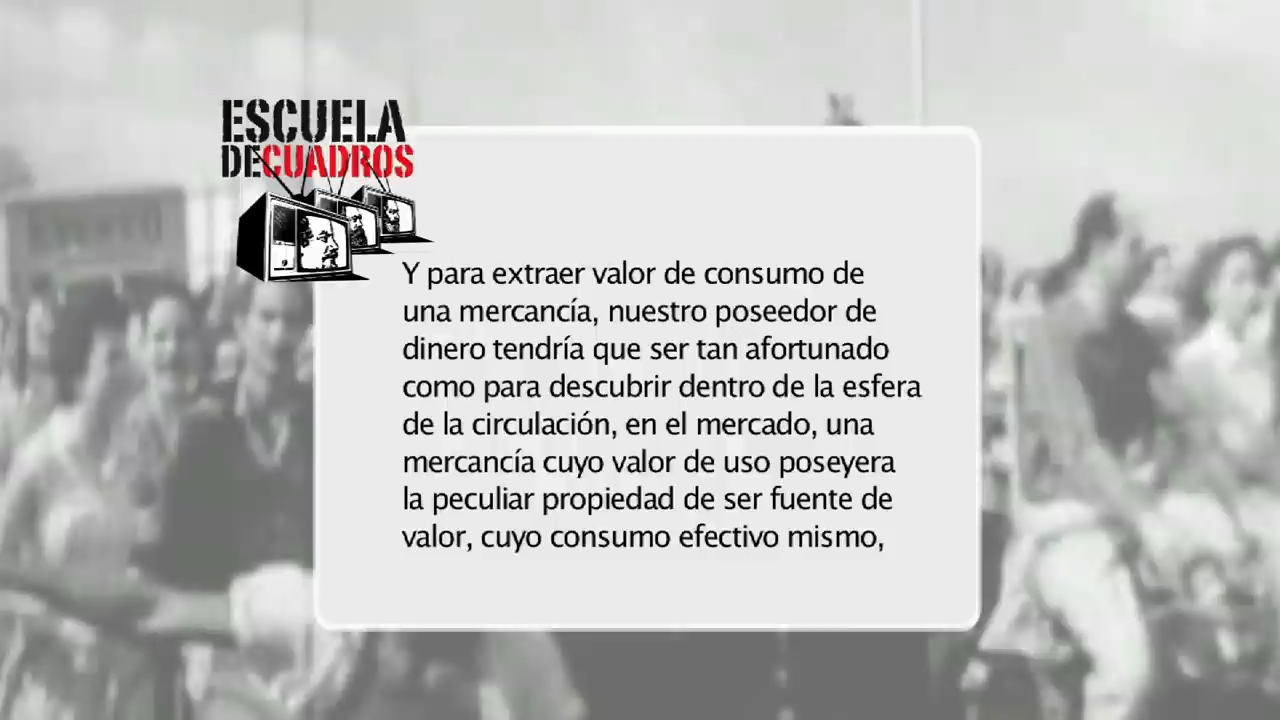 ESCUELA
DECUADROS
Y para extraer valor de consumo de
una mercancía, nuestro poseedor de
dinero tendría que ser tan afortunado
como para descubrir dentro de la esfera
de la circulación, en el mercado, una
mercancía cuyo valor de uso poseyera
la peculiar propiedad de ser fuente de
valor, cuyo consumo efectivo mismo,